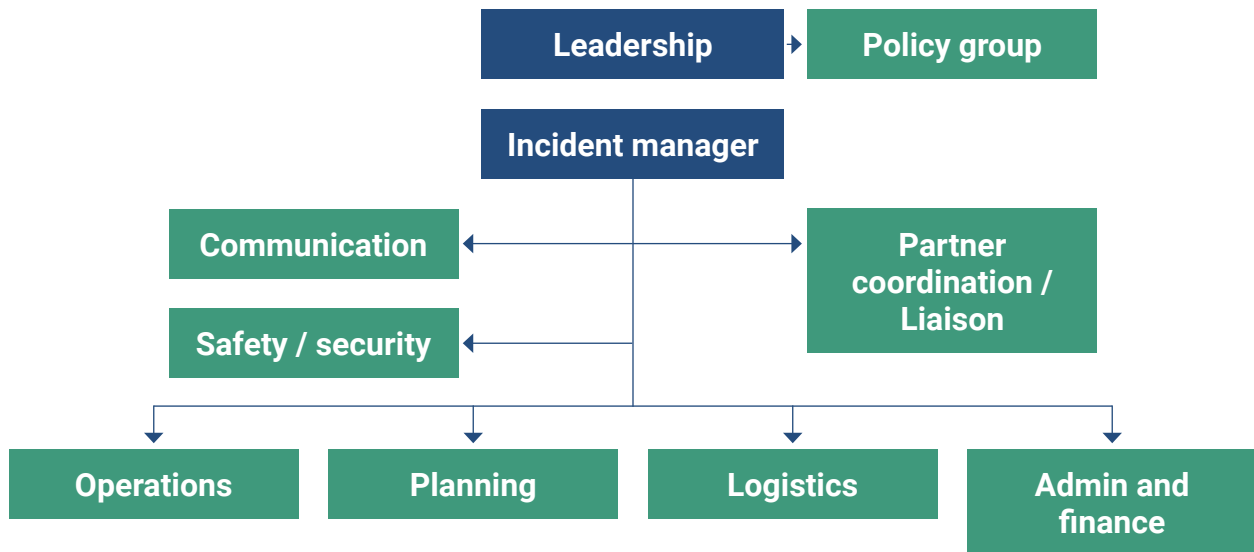 Leadership
Policy group
Incident manager
Communication
Partner
coordination /
Liaison
Safety / security
Operations
Planning
Logistics
Admin and
finance